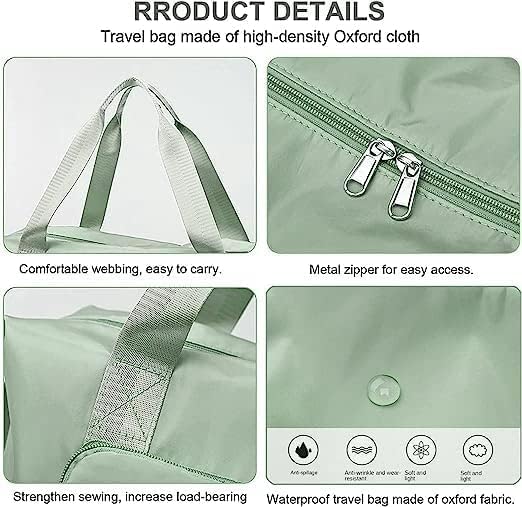 RRODUCT DETAILS
Travel bag made of high-density Oxford cloth
Comfortable webbing, easy to carry.
Metal zipper for easy access.
Anti-spillage
Anti-wrinkle and wear-
resistant
Soft and
light
Soft and
light
Strengthen sewing, increase load-bearing
Waterproof travel bag made of oxford fabric.